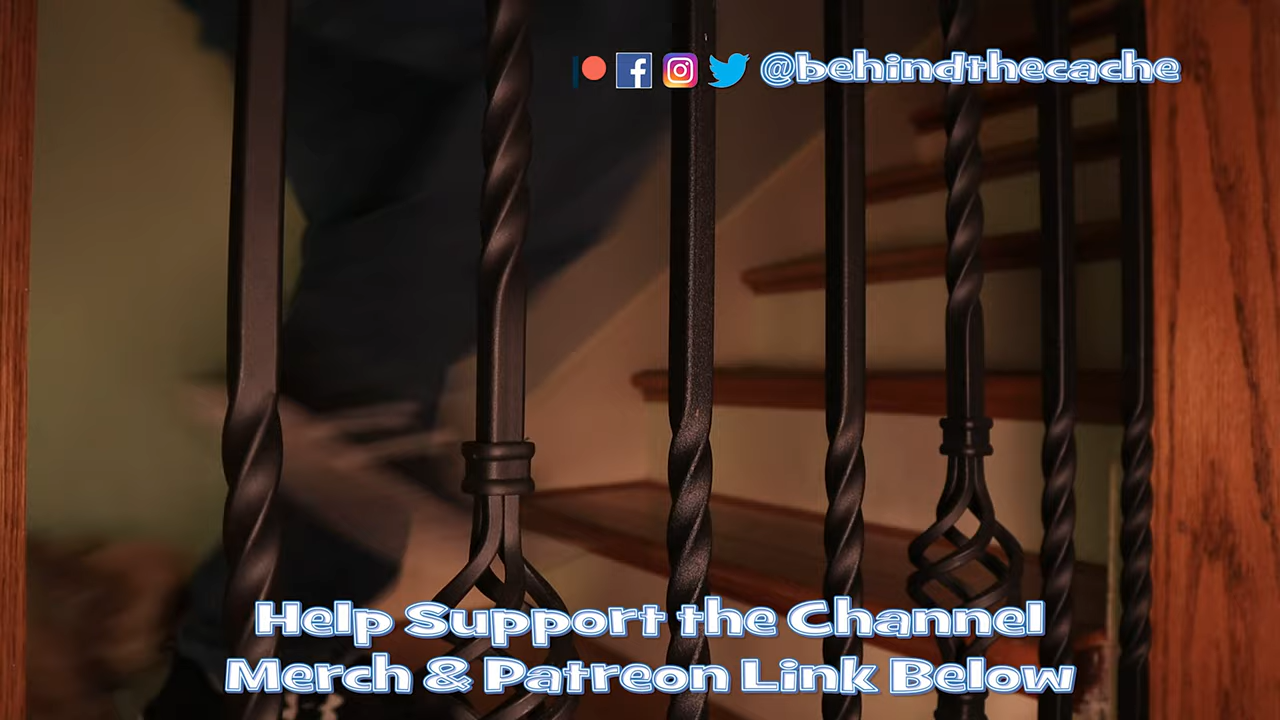 @behindthecache
Help Support the Channel
Merch & Patreon Link Below